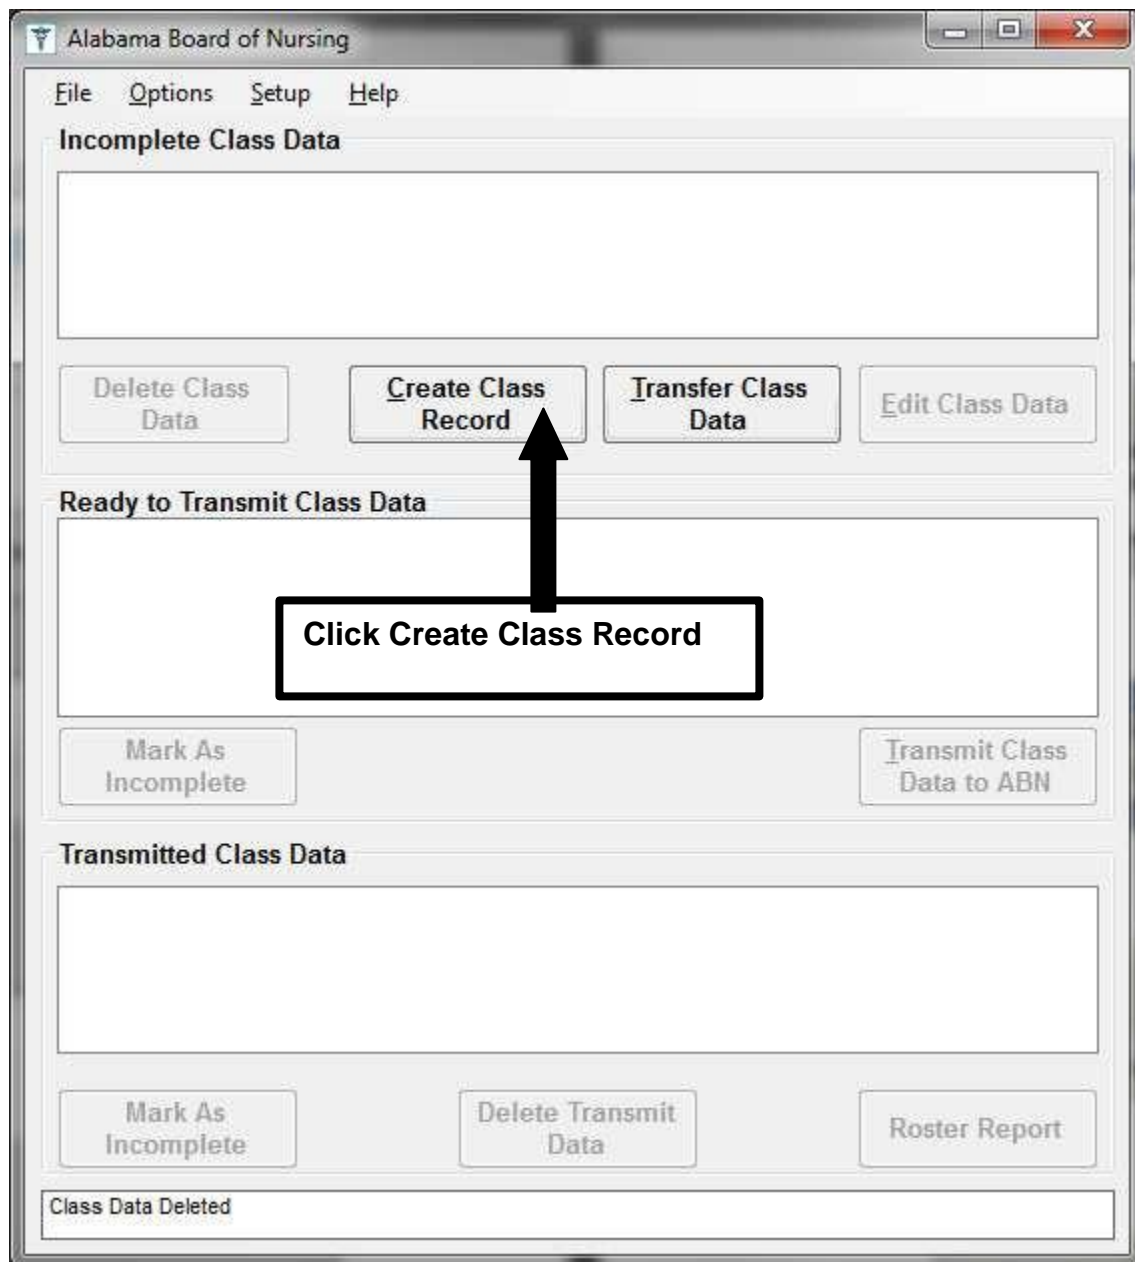 Alabama Board of Nursing
File Options Setup Help
Incomplete Class Data
Delete Class
Data
Create Class
Record
Transfer Class
Data
Edit Class Data
Ready to Transmit Class Data
Click Create Class Record
Mark As
Incomplete
Transmit Class
Data to ABN
Transmitted Class Data
Mark As
Incomplete
Delete Transmit
Data
Roster Report
Class Data Deleted